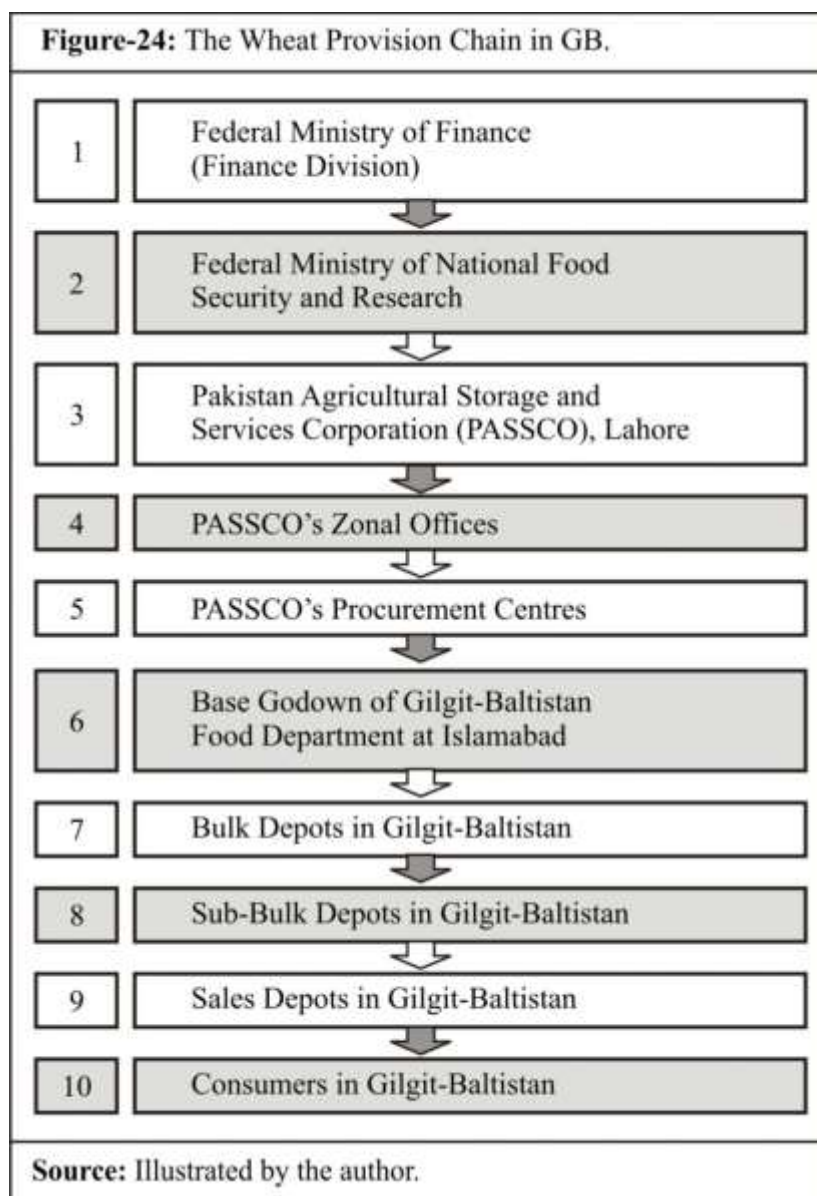 Figure-24: The Wheat Provision Chain in GB.
1
Federal Ministry of Finance
(Finance Division)
2
Federal Ministry of National Food
Security and Research
3
Pakistan Agricultural Storage and
Services Corporation (PASSCO), Lahore
4
PASSCO’s Zonal Offices
5
PASSCO’s Procurement Centres
6
Base Godown of Gilgit-Baltistan
Food Department at Islamabad
7
Bulk Depots in Gilgit-Baltistan
8
Sub-Bulk Depots in Gilgit-Baltistan
9
Sales Depots in Gilgit-Baltistan
10
Consumers in Gilgit-Baltistan
Source: Illustrated by the author.